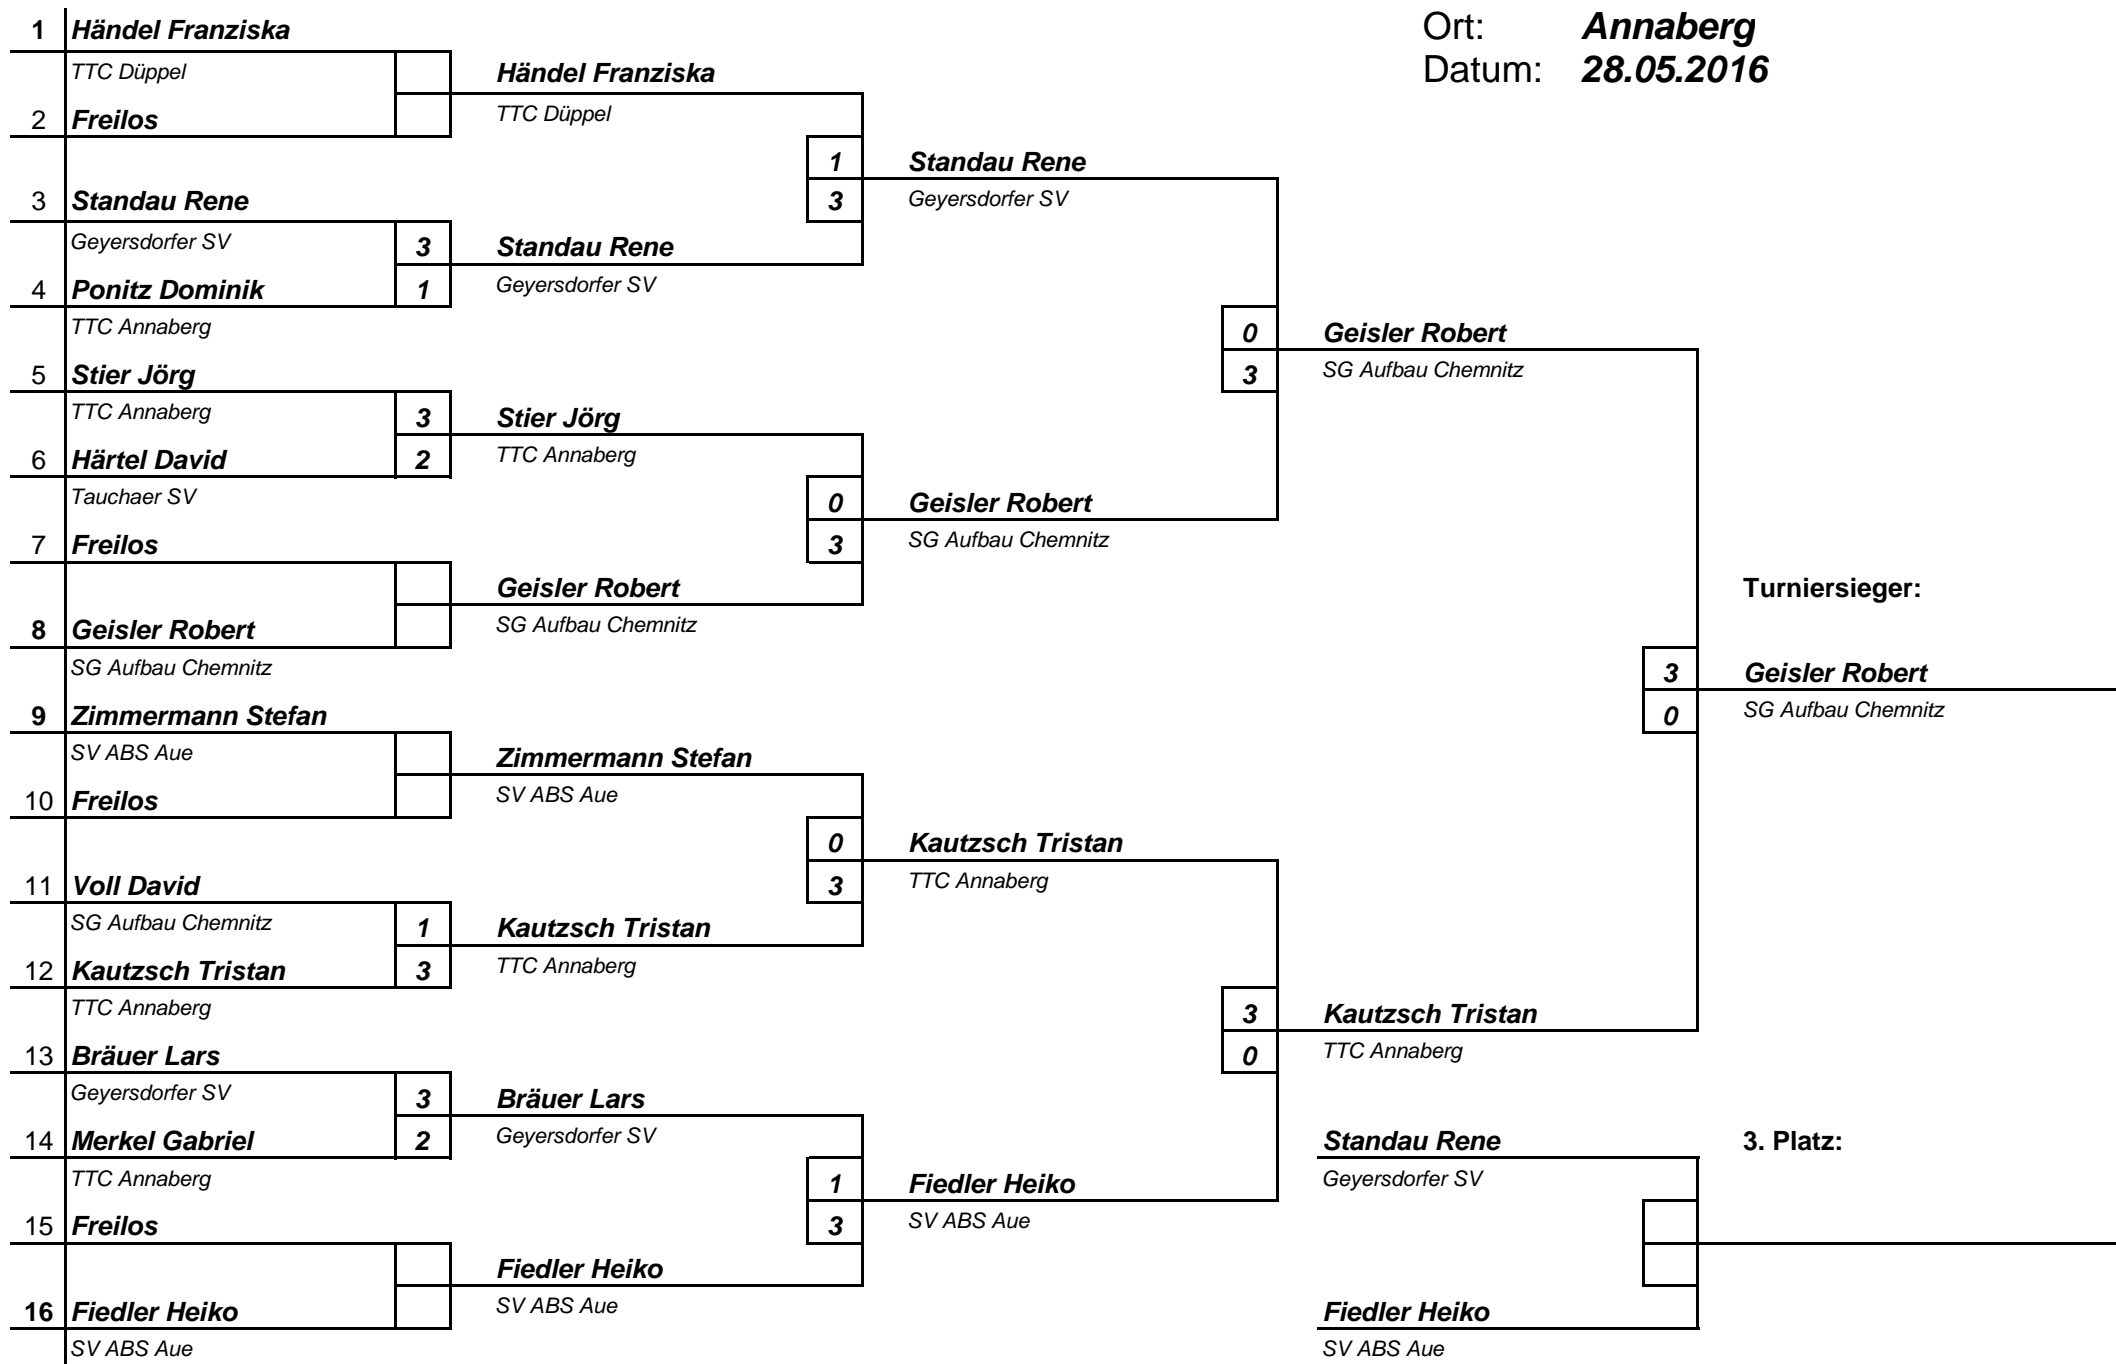 Ort: Annaberg
Datum: 28.05.2016
1 Händel Franziska
TTC Düppel
2 Freilos
3 Standau Rene
Geyersdorfer SV 3
4 Ponitz Dominik 1
TTC Annaberg
5 Stier Jörg
TTC Annaberg 3
6 Härtel David 2
Tauchaer SV
7 Freilos
8 Geisler Robert
SG Aufbau Chemnitz
9 Zimmermann Stefan
SV ABS Aue
10 Freilos
11 Voll David
SG Aufbau Chemnitz 1
12 Kautzsch Tristan 3
TTC Annaberg
13 Bräuer Lars
Geyersdorfer SV 3
14 Merkel Gabriel 2
TTC Annaberg
15 Freilos
16 Fiedler Heiko
SV ABS Aue
Händel Franziska
TTC Düppel
1
3
Standau Rene
Geyersdorfer SV
Stier Jörg
TTC Annaberg
0
3
Geisler Robert
SG Aufbau Chemnitz
Zimmermann Stefan
SV ABS Aue
0
3
Kautzsch Tristan
TTC Annaberg
Bräuer Lars
Geyersdorfer SV
1
3
Fiedler Heiko
SV ABS Aue
Standau Rene
Geyersdorfer SV
0
3
Geisler Robert
SG Aufbau Chemnitz
Kautzsch Tristan
TTC Annaberg
3
0
Fiedler Heiko
SV ABS Aue
Geisler Robert
SG Aufbau Chemnitz
3
0
Kautzsch Tristan
TTC Annaberg
Turniersieger:
Geisler Robert
SG Aufbau Chemnitz
Standau Rene
Geyersdorfer SV
3. Platz:
Fiedler Heiko
SV ABS Aue